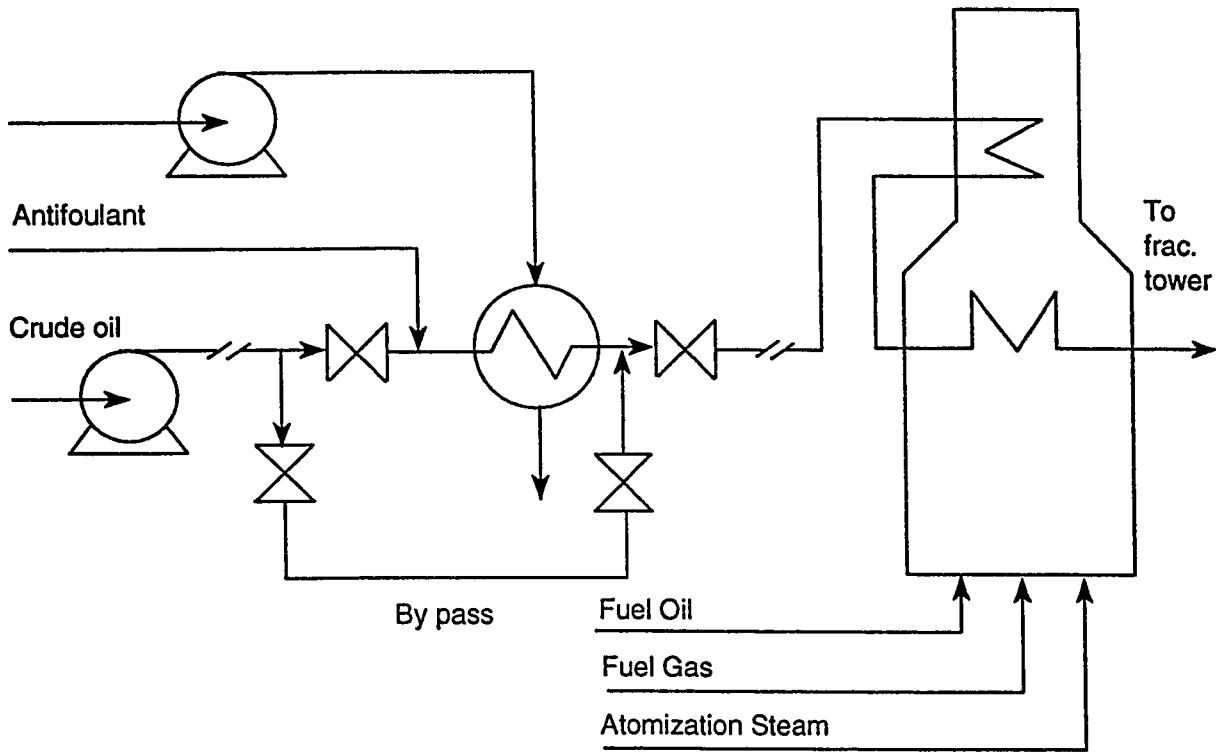 Antifoulant
Crude oil
To
frac.
tower
By pass
Fuel Oil
Fuel Gas
Atomization Steam